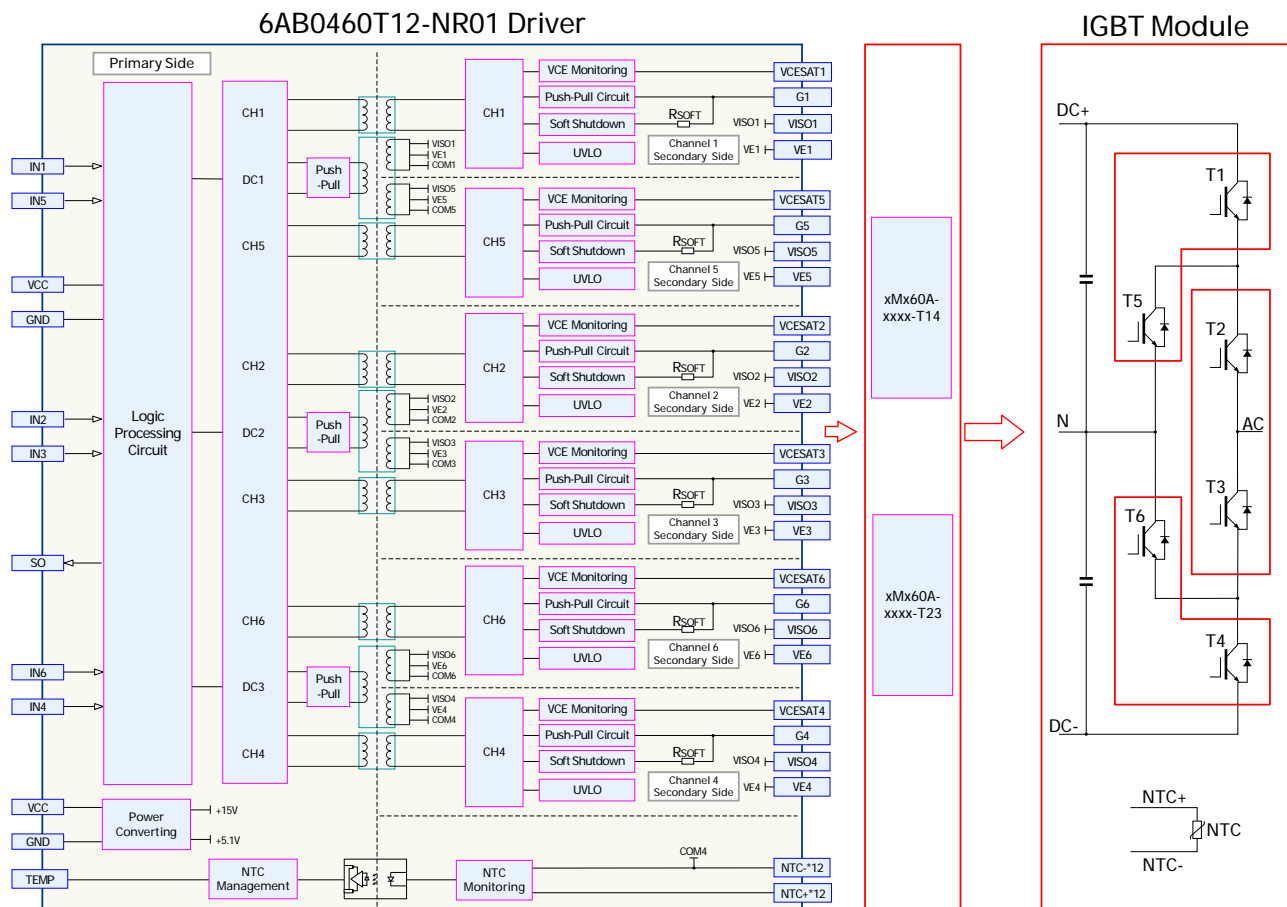 6AB0460T12-NR01 Driver
IGBT Module
Primary Side
IN1
IN5
VCC
GND
IN2
IN3
SO
IN6
IN4
VCC
GND
TEMP
Logic
Processing
Circuit
CH1
DC1
CH5
CH2
DC2
CH3
CH6
DC3
CH4
Push
-Pull
Push
-Pull
Push
-Pull
VISO1
VE1
COM1
VISO5
VE5
COM5
VISO2
VE2
COM2
VISO3
VE3
COM3
VISO6
VE6
COM6
VISO4
VE4
COM4
CH1
VCE Monitoring
Push-Pull Circuit
Soft Shutdown
UVLO
RSOFT
Channel 1
Secondary Side
VISO1
VE1
VCESAT1
G1
VISO1
VE1
CH5
VCE Monitoring
Push-Pull Circuit
Soft Shutdown
UVLO
RSOFT
Channel 5
Secondary Side
VISO5
VE5
VCESAT5
G5
VISO5
VE5
CH2
VCE Monitoring
Push-Pull Circuit
Soft Shutdown
UVLO
RSOFT
Channel 2
Secondary Side
VISO2
VE2
VCESAT2
G2
VISO2
VE2
CH3
VCE Monitoring
Push-Pull Circuit
Soft Shutdown
UVLO
RSOFT
Channel 3
Secondary Side
VISO3
VE3
VCESAT3
G3
VISO3
VE3
CH6
VCE Monitoring
Push-Pull Circuit
Soft Shutdown
UVLO
RSOFT
Channel 6
Secondary Side
VISO6
VE6
VCESAT6
G6
VISO6
VE6
CH4
VCE Monitoring
Push-Pull Circuit
Soft Shutdown
UVLO
RSOFT
Channel 4
Secondary Side
VISO4
VE4
VCESAT4
G4
VISO4
VE4
Power
Converting
+15V
+5.1V
NTC
Management
NTC
Monitoring
COM4
NTC-*12
NTC+*12
xMx60A-
xxxx-T14
xMx60A-
xxxx-T23
DC+
T1
T5
T2
N
AC
T3
T6
T4
DC-
NTC+
NTC
NTC-